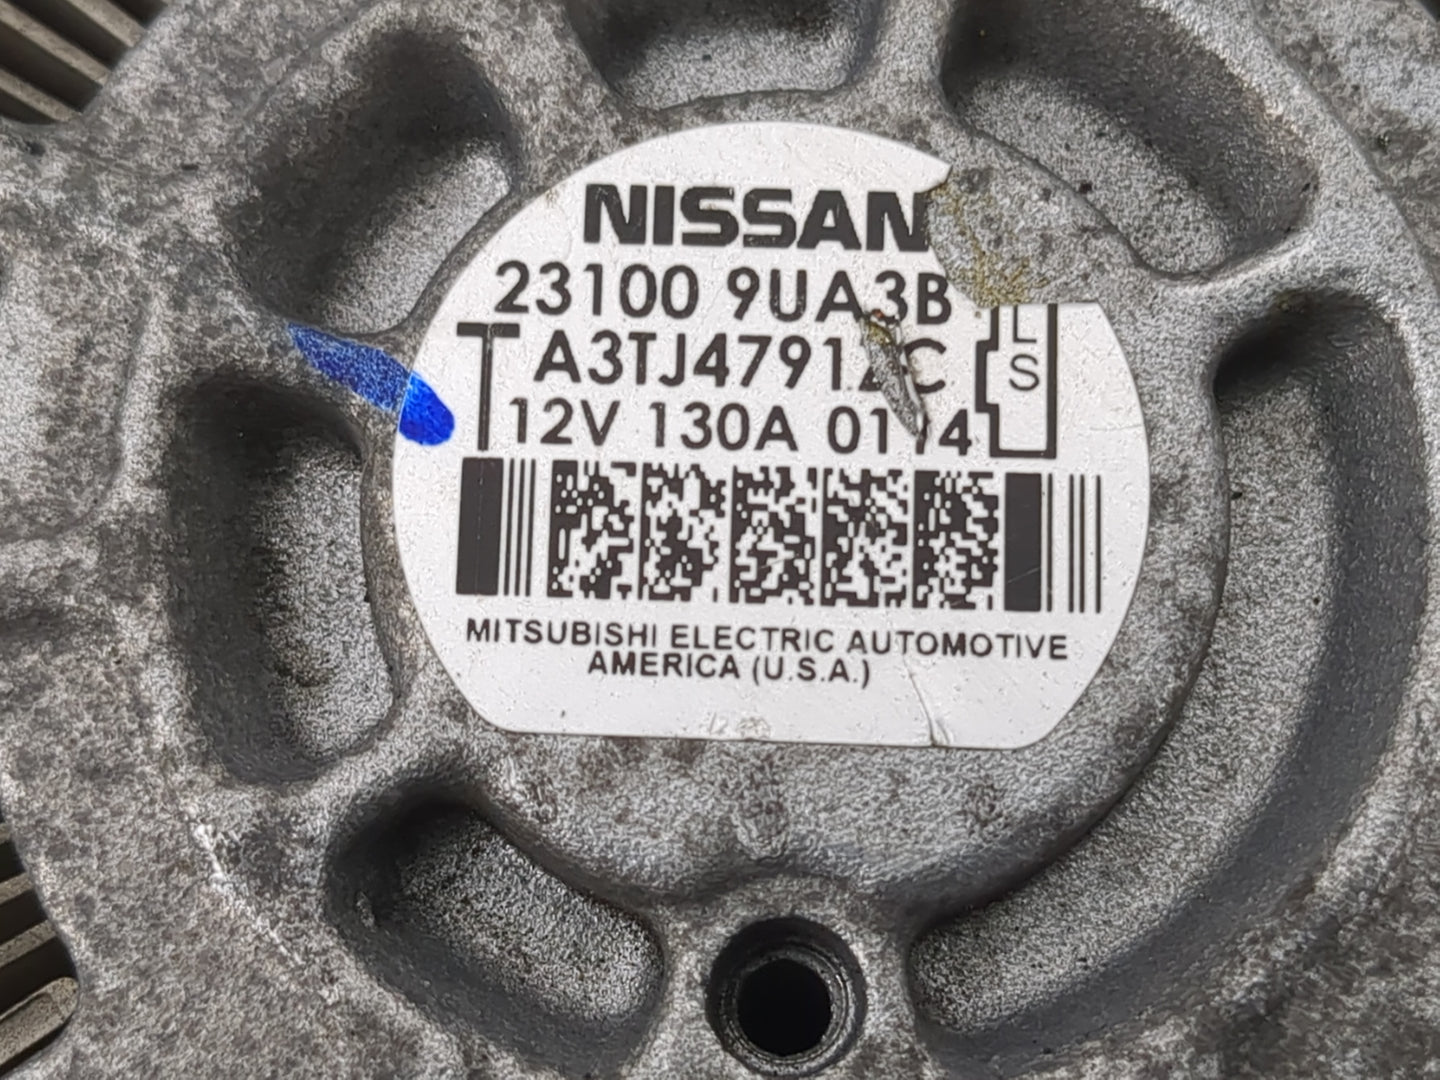 NISSAN
23100 9UA3B
T
12V 130A
L
S
MITSUBISHI ELECTRIC AUTOMOTIVE
AMERICA (U.S.A.)